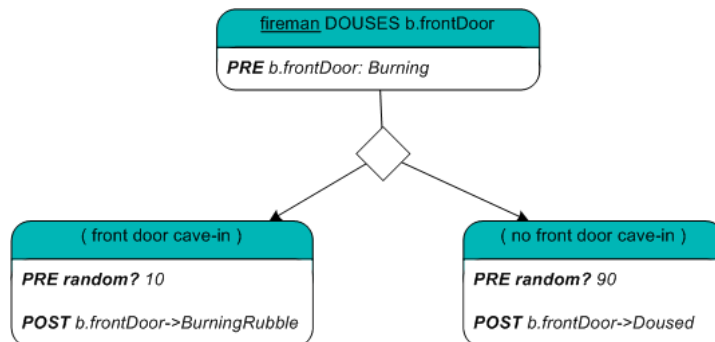 fireman DOUSES b.frontDoor
PRE b.frontDoor: Burning
( front door cave-in )
PRE random? 10
POST b.frontDoor->BurningRubble
( no front door cave-in )
PRE random? 90
POST b.frontDoor->Doused